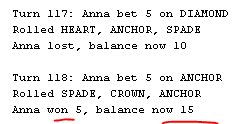 Turn 117: Anna bet 5 on DIAMOND
Rolled HEART, ANCHOR, SPADE
Anna lost, balance now 10
Turn 118: Anna bet 5 on ANCHOR
Rolled SPADE, CROWN, ANCHOR
Anna won 5, balance now 15